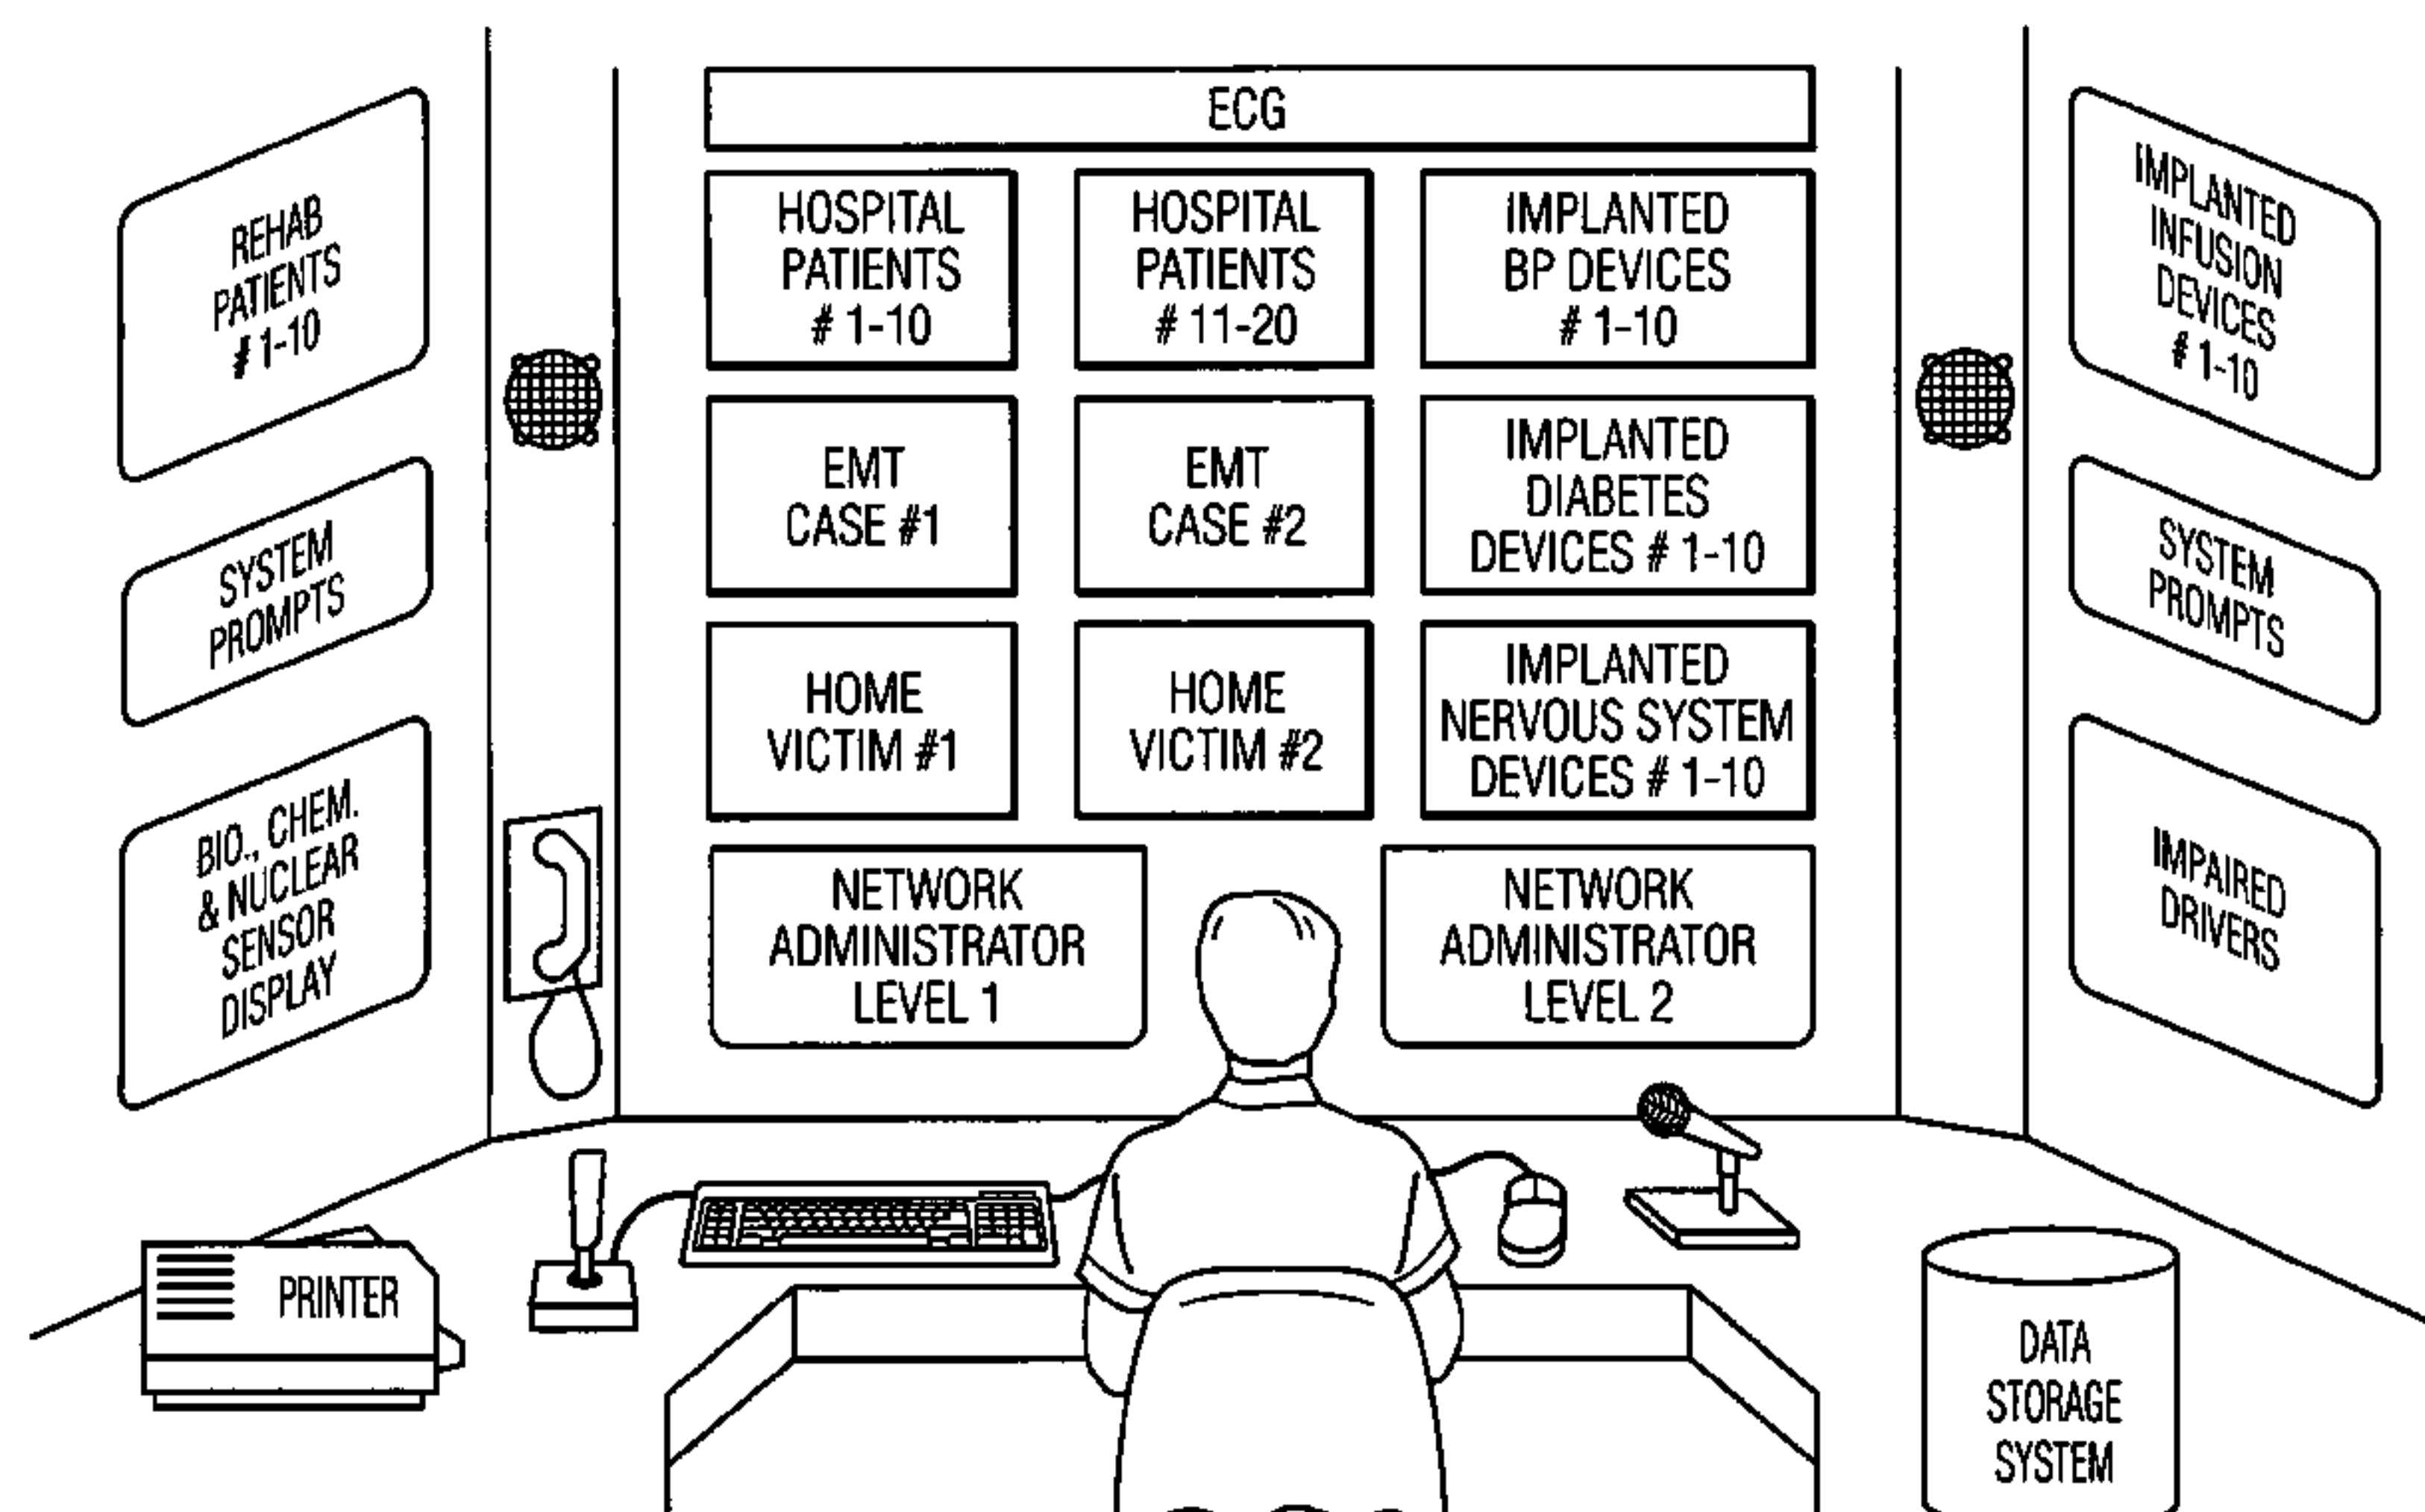 REHAB
PATIENTS
# 1-10
SYSTEM
PROMPTS
BIO., CHEM.
& NUCLEAR
SENSOR
DISPLAY
ECG
HOSPITAL
PATIENTS
# 1-10
HOSPITAL
PATIENTS
# 11-20
IMPLANTED
BP DEVICES
# 1-10
EMT
CASE #1
EMT
CASE #2
IMPLANTED
DIABETES
DEVICES # 1-10
HOME
VICTIM #1
HOME
VICTIM #2
IMPLANTED
NERVOUS SYSTEM
DEVICES # 1-10
NETWORK
ADMINISTRATOR
LEVEL 1
NETWORK
ADMINISTRATOR
LEVEL 2
IMPLANTED
INFUSION
DEVICES
# 1-10
SYSTEM
PROMPTS
IMPAIRED
DRIVERS
PRINTER
DATA
STORAGE
SYSTEM